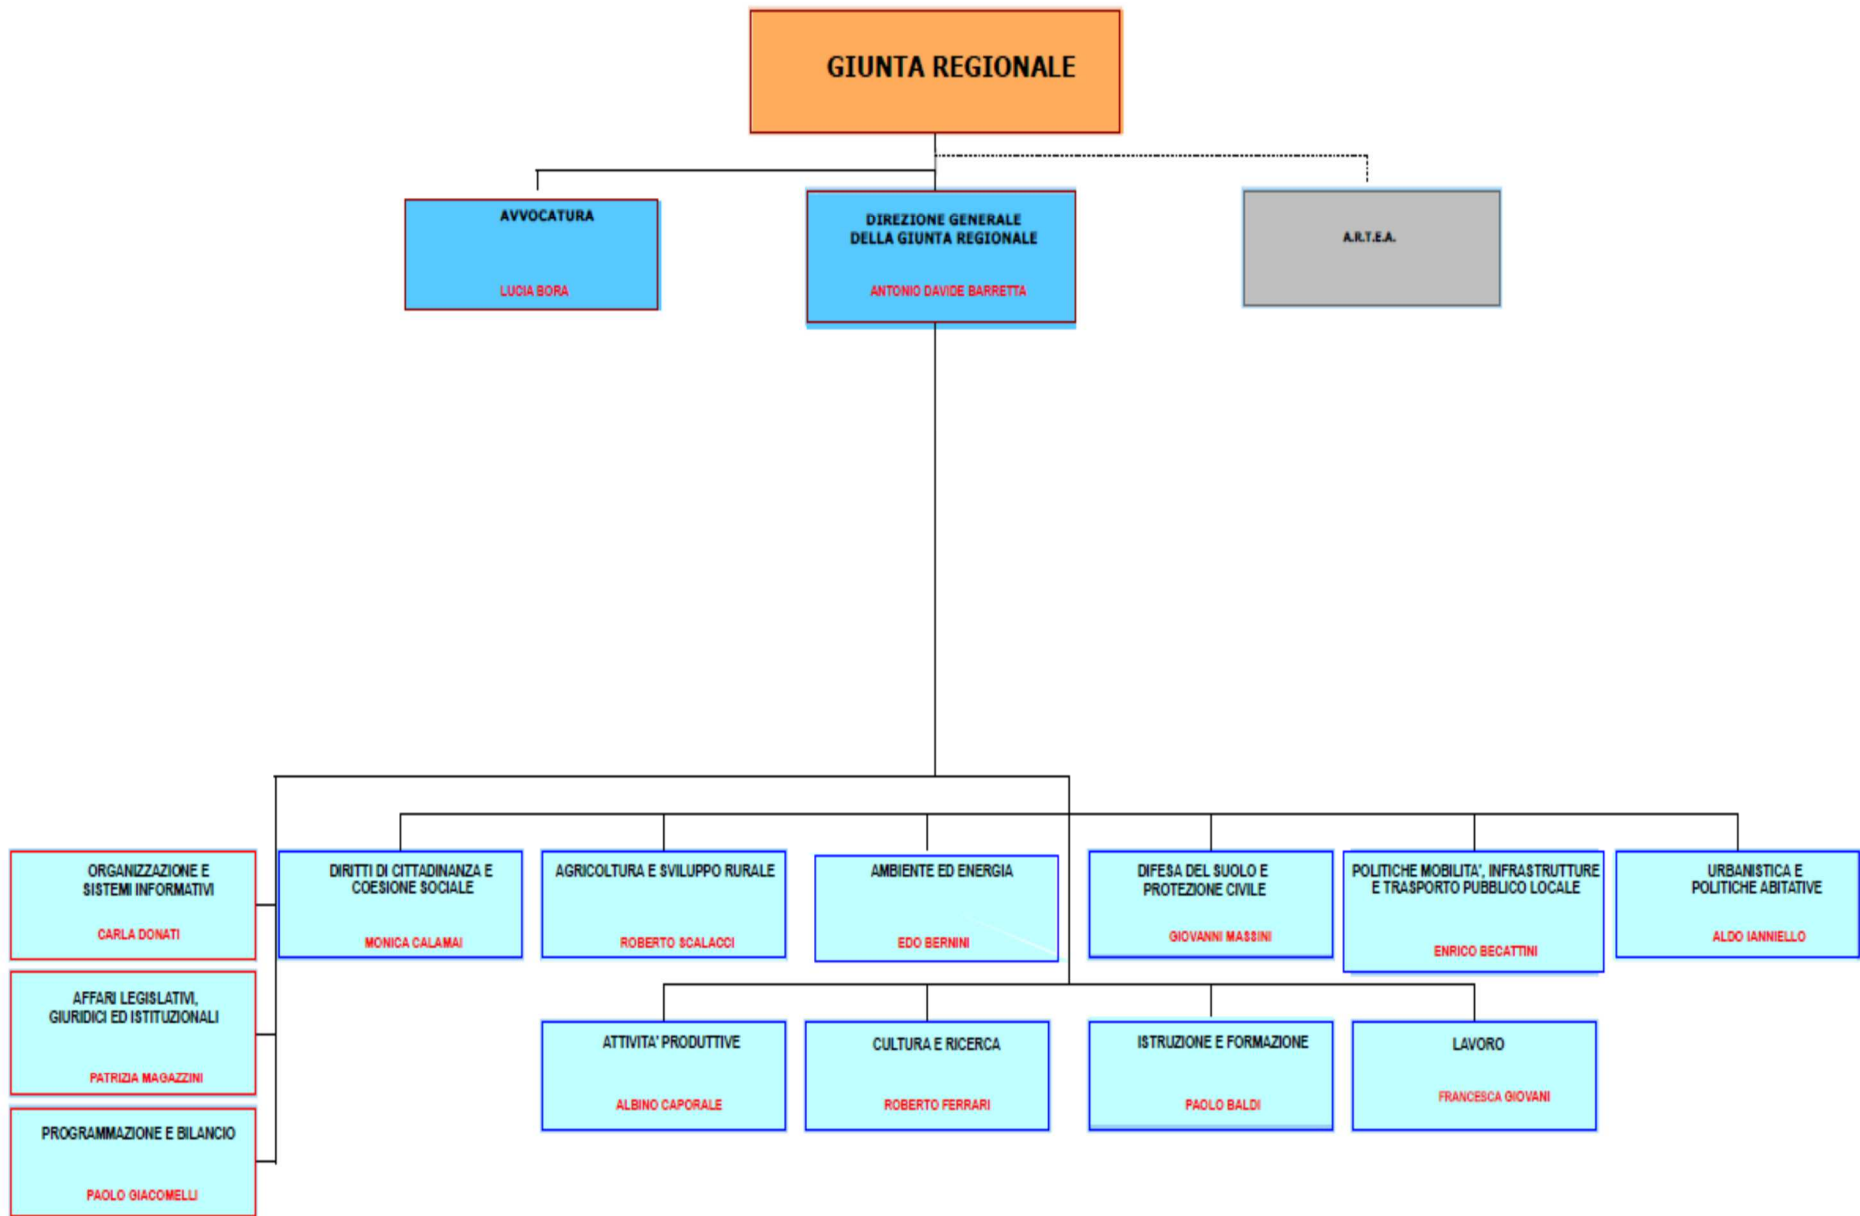 GIUNTA REGIONALE
AVVOCATURA
LUCIA BORA
DIREZIONE GENERALE
DELLA GIUNTA REGIONALE
ANTONIO DAVIDE BARRETTA
A.R.T.E.A.
ORGANIZZAZIONE E
SISTEMI INFORMATIVI
CARLA DONATI
DIRITTI DI CITTADINANZA E
COESIONE SOCIALE
MONICA CALAMAI
AGRICOLTURA E SVILUPPO RURALE
ROBERTO SCALACCI
AMBIENTE ED ENERGIA
EDO BERNINI
DIFESA DEL SUOLO E
PROTEZIONE CIVILE
GIOVANNI MASSINI
POLITICHE MOBILITA', INFRASTRUTTURE
E TRASPORTO PUBBLICO LOCALE
ENRICO BECATTINI
URBANISTICA E
POLITICHE ABITATIVE
ALDO IANNIELLO
AFFARI LEGISLATIVI,
GIURIDICI ED ISTITUZIONALI
PATRIZIA MAGAZZINI
ATTIVITA' PRODUTTIVE
ALBINO CAPORALE
CULTURA E RICERCA
ROBERTO FERRARI
ISTRUZIONE E FORMAZIONE
PAOLO BALDI
LAVORO
FRANCESCA GIOVANI
PROGRAMMAZIONE E BILANCIO
PAOLO GIACOMELLI